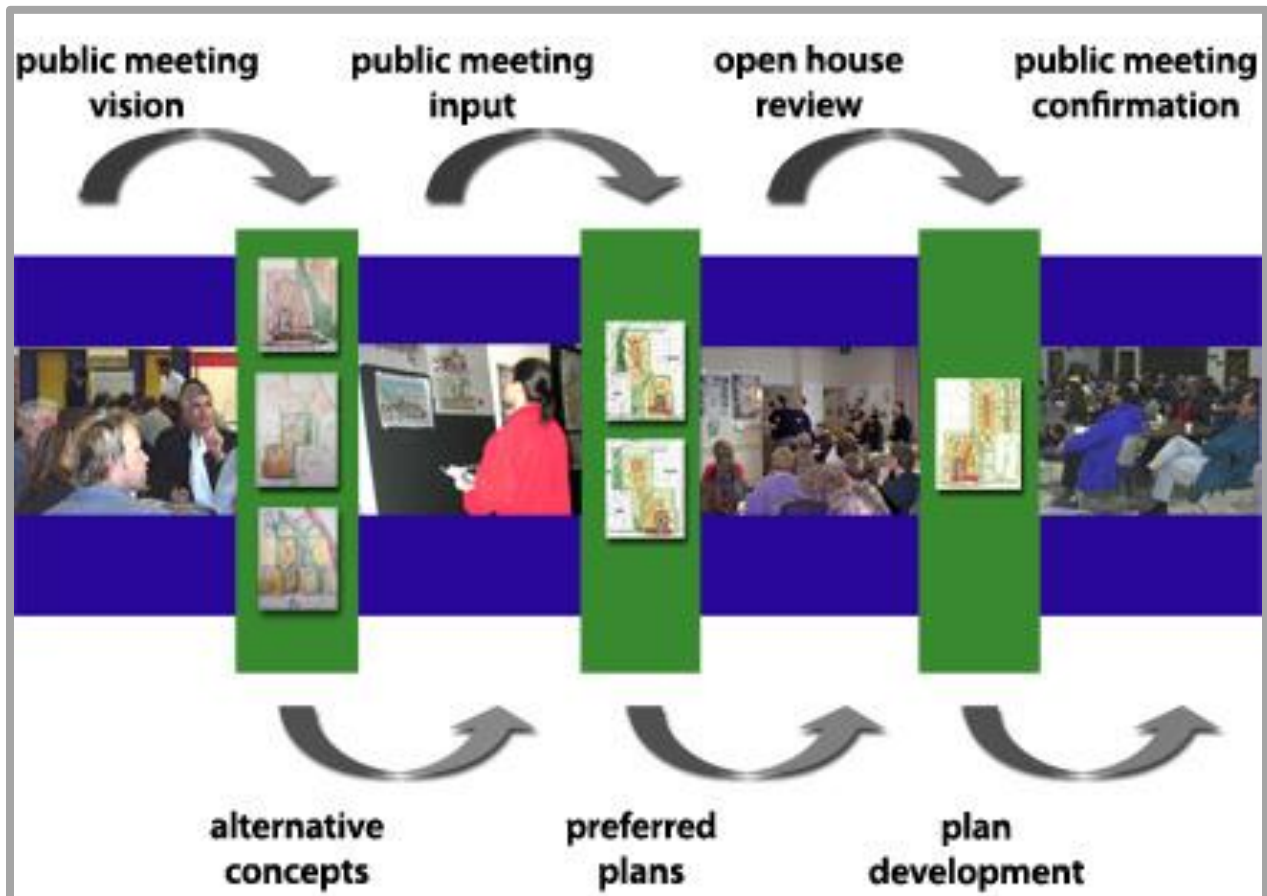 public meeting
vision
public meeting
input
open house
review
public meeting
confirmation
alternative
concepts
preferred
plans
plan
development